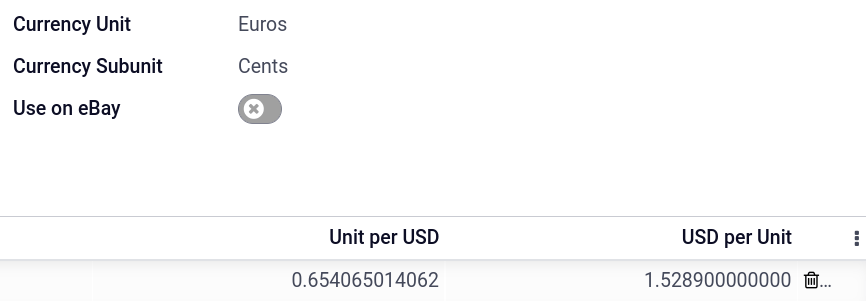 Currency Unit Euros
Currency Subunit Cents
Use on eBay
Unit per USD USD per Unit
0.654065014062 1.528900000000 ...